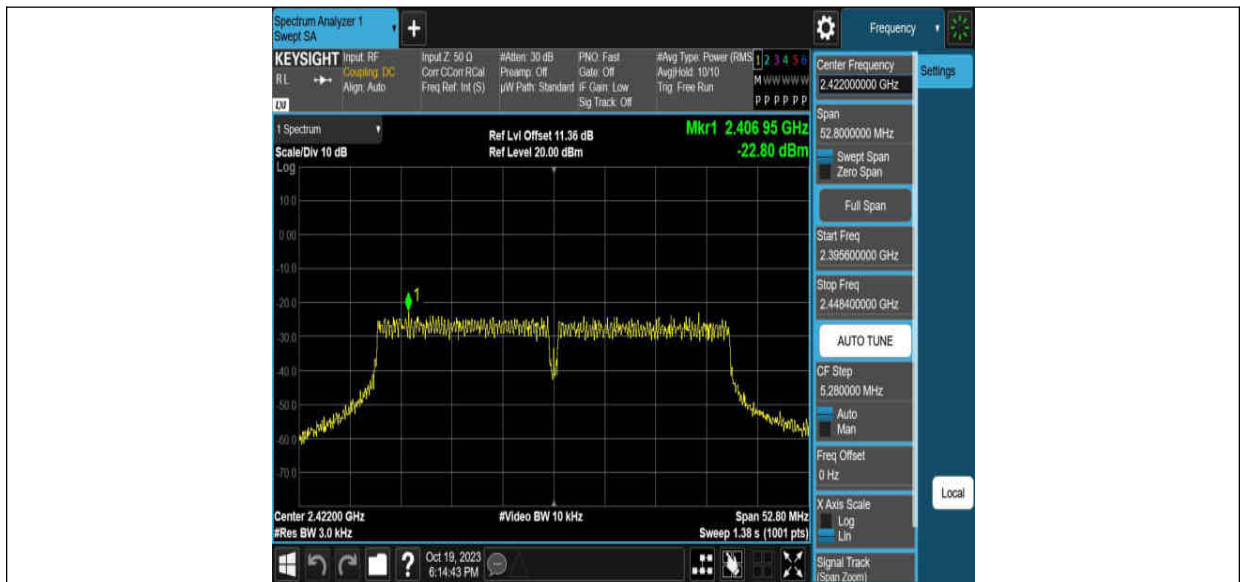 Spectrum Analyzer 1
Swept SA
+
Frequency
KEYSIGHT
RL
LXI
Input: RF
Coupling: DC
Align: Auto
Input Z: 50 Ω
Corr CCorr RCal
Freq Ref: Int (S)
#Atten: 30 dB
Preamp: Off
µW Path: Standard
PNO: Fast
Gate: Off
IF Gain: Low
Sig Track: Off
#Avg Type: Power (RMS
Avg|Hold: 10/10
Trig: Free Run
1 2 3 4 5 6
M W W W W W
P P P P P P
Center Frequency
2.422000000 GHz
Settings
Span
52.8000000 MHz
Swept Span
Zero Span
Full Span
Start Freq
2.395600000 GHz
Stop Freq
2.448400000 GHz
AUTO TUNE
CF Step
5.280000 MHz
Auto
Man
Freq Offset
0 Hz
X Axis Scale
Log
Lin
Local
Signal Track
(Span Zoom)
1 Spectrum
Scale/Div 10 dB
Log
Ref Lvl Offset 11.36 dB
Ref Level 20.00 dBm
Mkr1 2.406 95 GHz
-22.80 dBm
10.0
0.00
-10.0
-20.0
-30.0
-40.0
-50.0
-60.0
-70.0
1
Center 2.42200 GHz
#Res BW 3.0 kHz
#Video BW 10 kHz
Span 52.80 MHz
Sweep 1.38 s (1001 pts)
?
Oct 19, 2023
6:14:43 PM